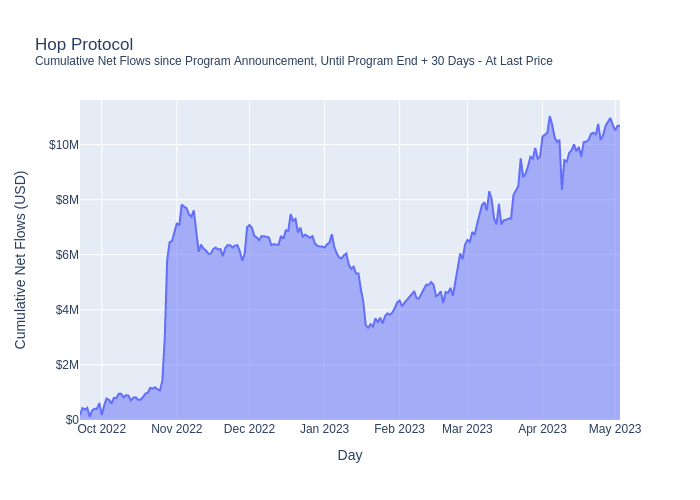 Hop Protocol
Cumulative Net Flows since Program Announcement, Until Program End + 30 Days - At Last Price
Cumulative Net Flows (USD)
$10M
$8M
$6M
$4M
$2M
$0
Oct 2022 Nov 2022 Dec 2022 Jan 2023 Feb 2023 Mar 2023 Apr 2023 May 2023
Day